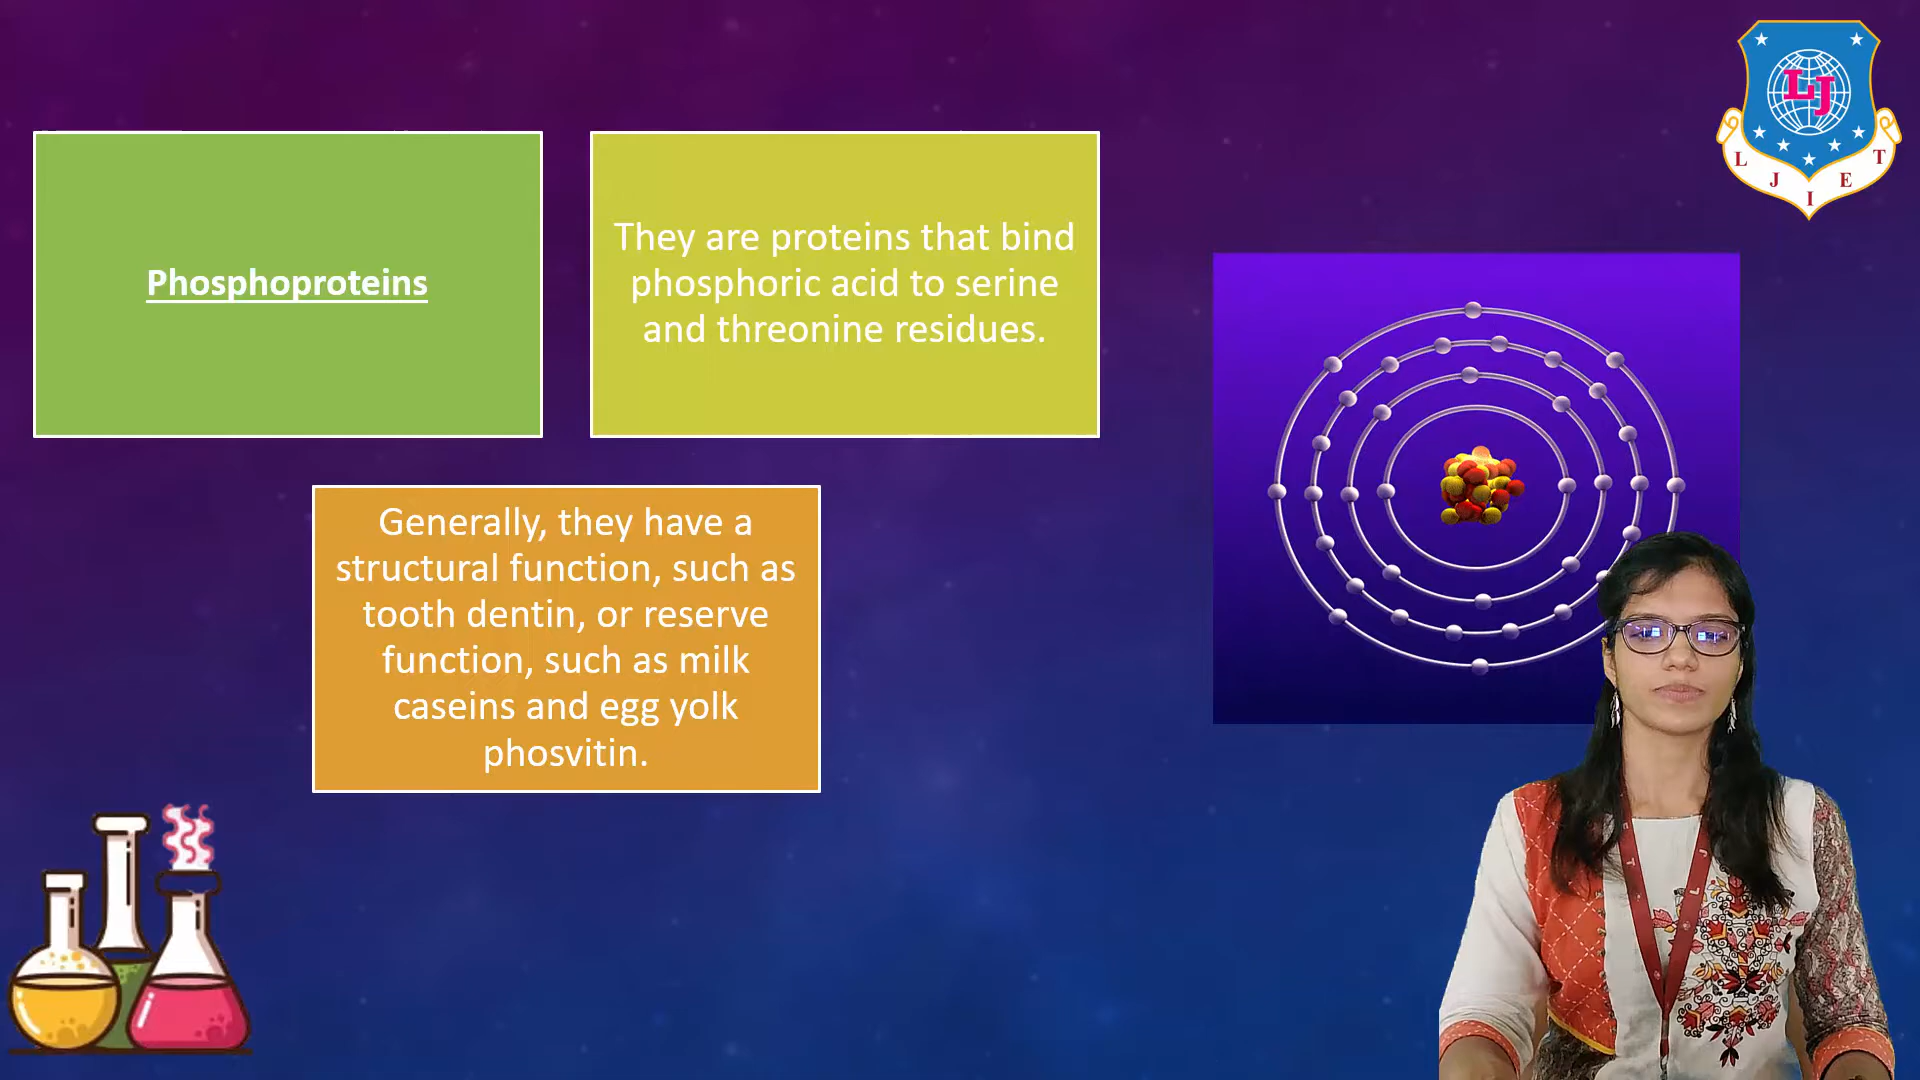 Phosphoproteins
They are proteins that bind
phosphoric acid to serine
and threonine residues.
Generally, they have a
structural function, such as
tooth dentin, or reserve
function, such as milk
caseins and egg yolk
phosvitin.
LJ
L J I E T